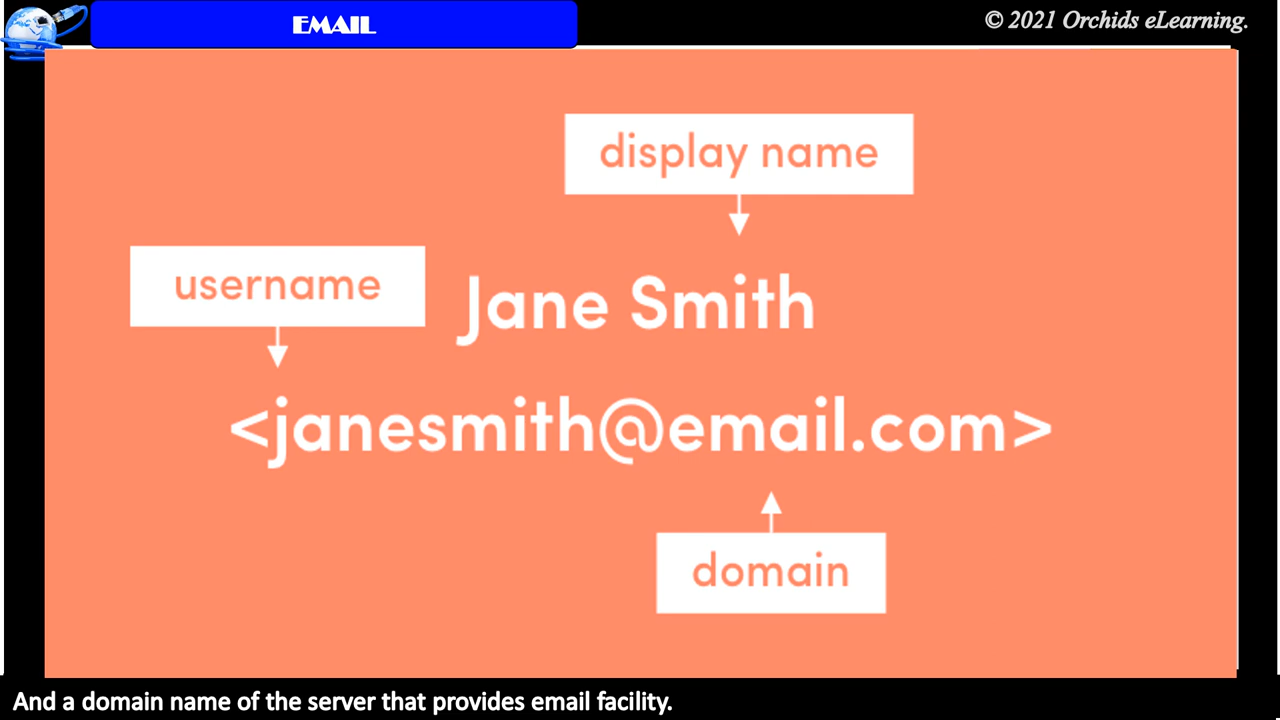 EMAIL
© 2021 Orchids eLearning.
display name
username
Jane Smith
<janesmith@email.com>
domain
And a domain name of the server that provides email facility.